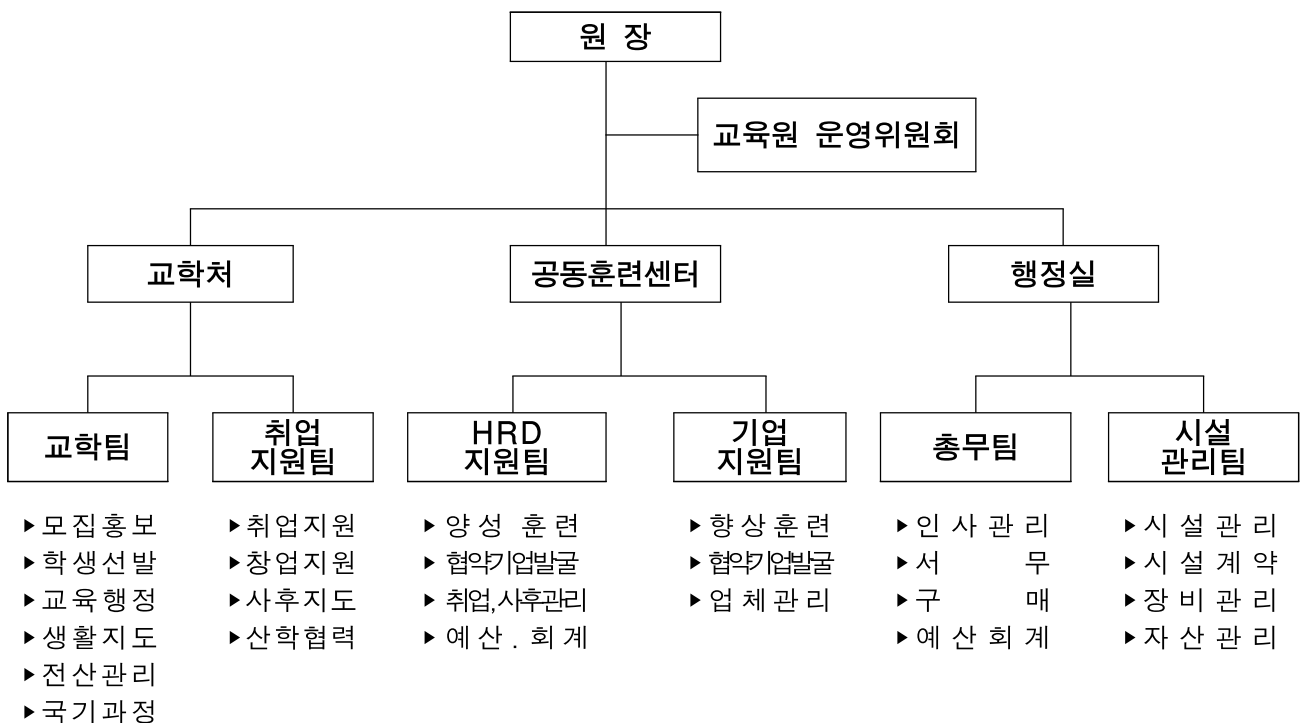 원 장
교육원 운영위원회
교학처
공동훈련센터
행정실
교학팀
▶모집홍보
▶학생선발
▶교육행정
▶생활지도
▶전산관리
▶국기과정
취업
지원팀
▶취업지원
▶창업지원
▶사후지도
▶산학협력
HRD
지원팀
▶양성 훈련
▶협약기업발굴
▶취업,사후관리
▶예산.회계
기업
지원팀
▶향상훈련
▶협약기업발굴
▶업체관리
총무팀
▶인사관리
▶서 무
▶구 매
▶예산회계
시설
관리팀
▶시설관리
▶시설계약
▶장비관리
▶자산관리